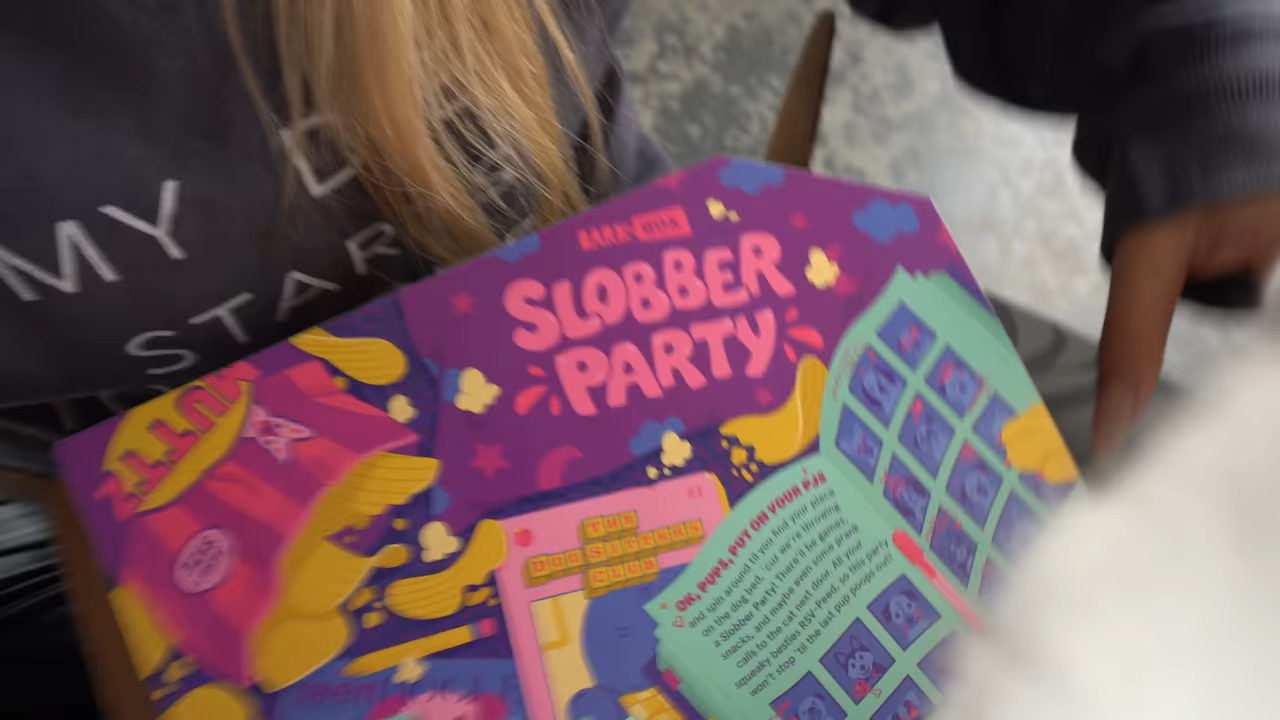 MY
STAR
BARK BOX
SLOBBER
PARTY
MUTTZ
THE
DOG SITTERS
CLUB
OK, PUPS, PUT ON YOUR PJS
and spin around til you find your place
on the dog bed, 'cuz we're throwing
a Slobber Party! There'll be games,
snacks, and maybe even some prank
calls to the cat next door. All your
squeaky besties RSV-Peed, so this party
won't stop 'til the last pup poops out!